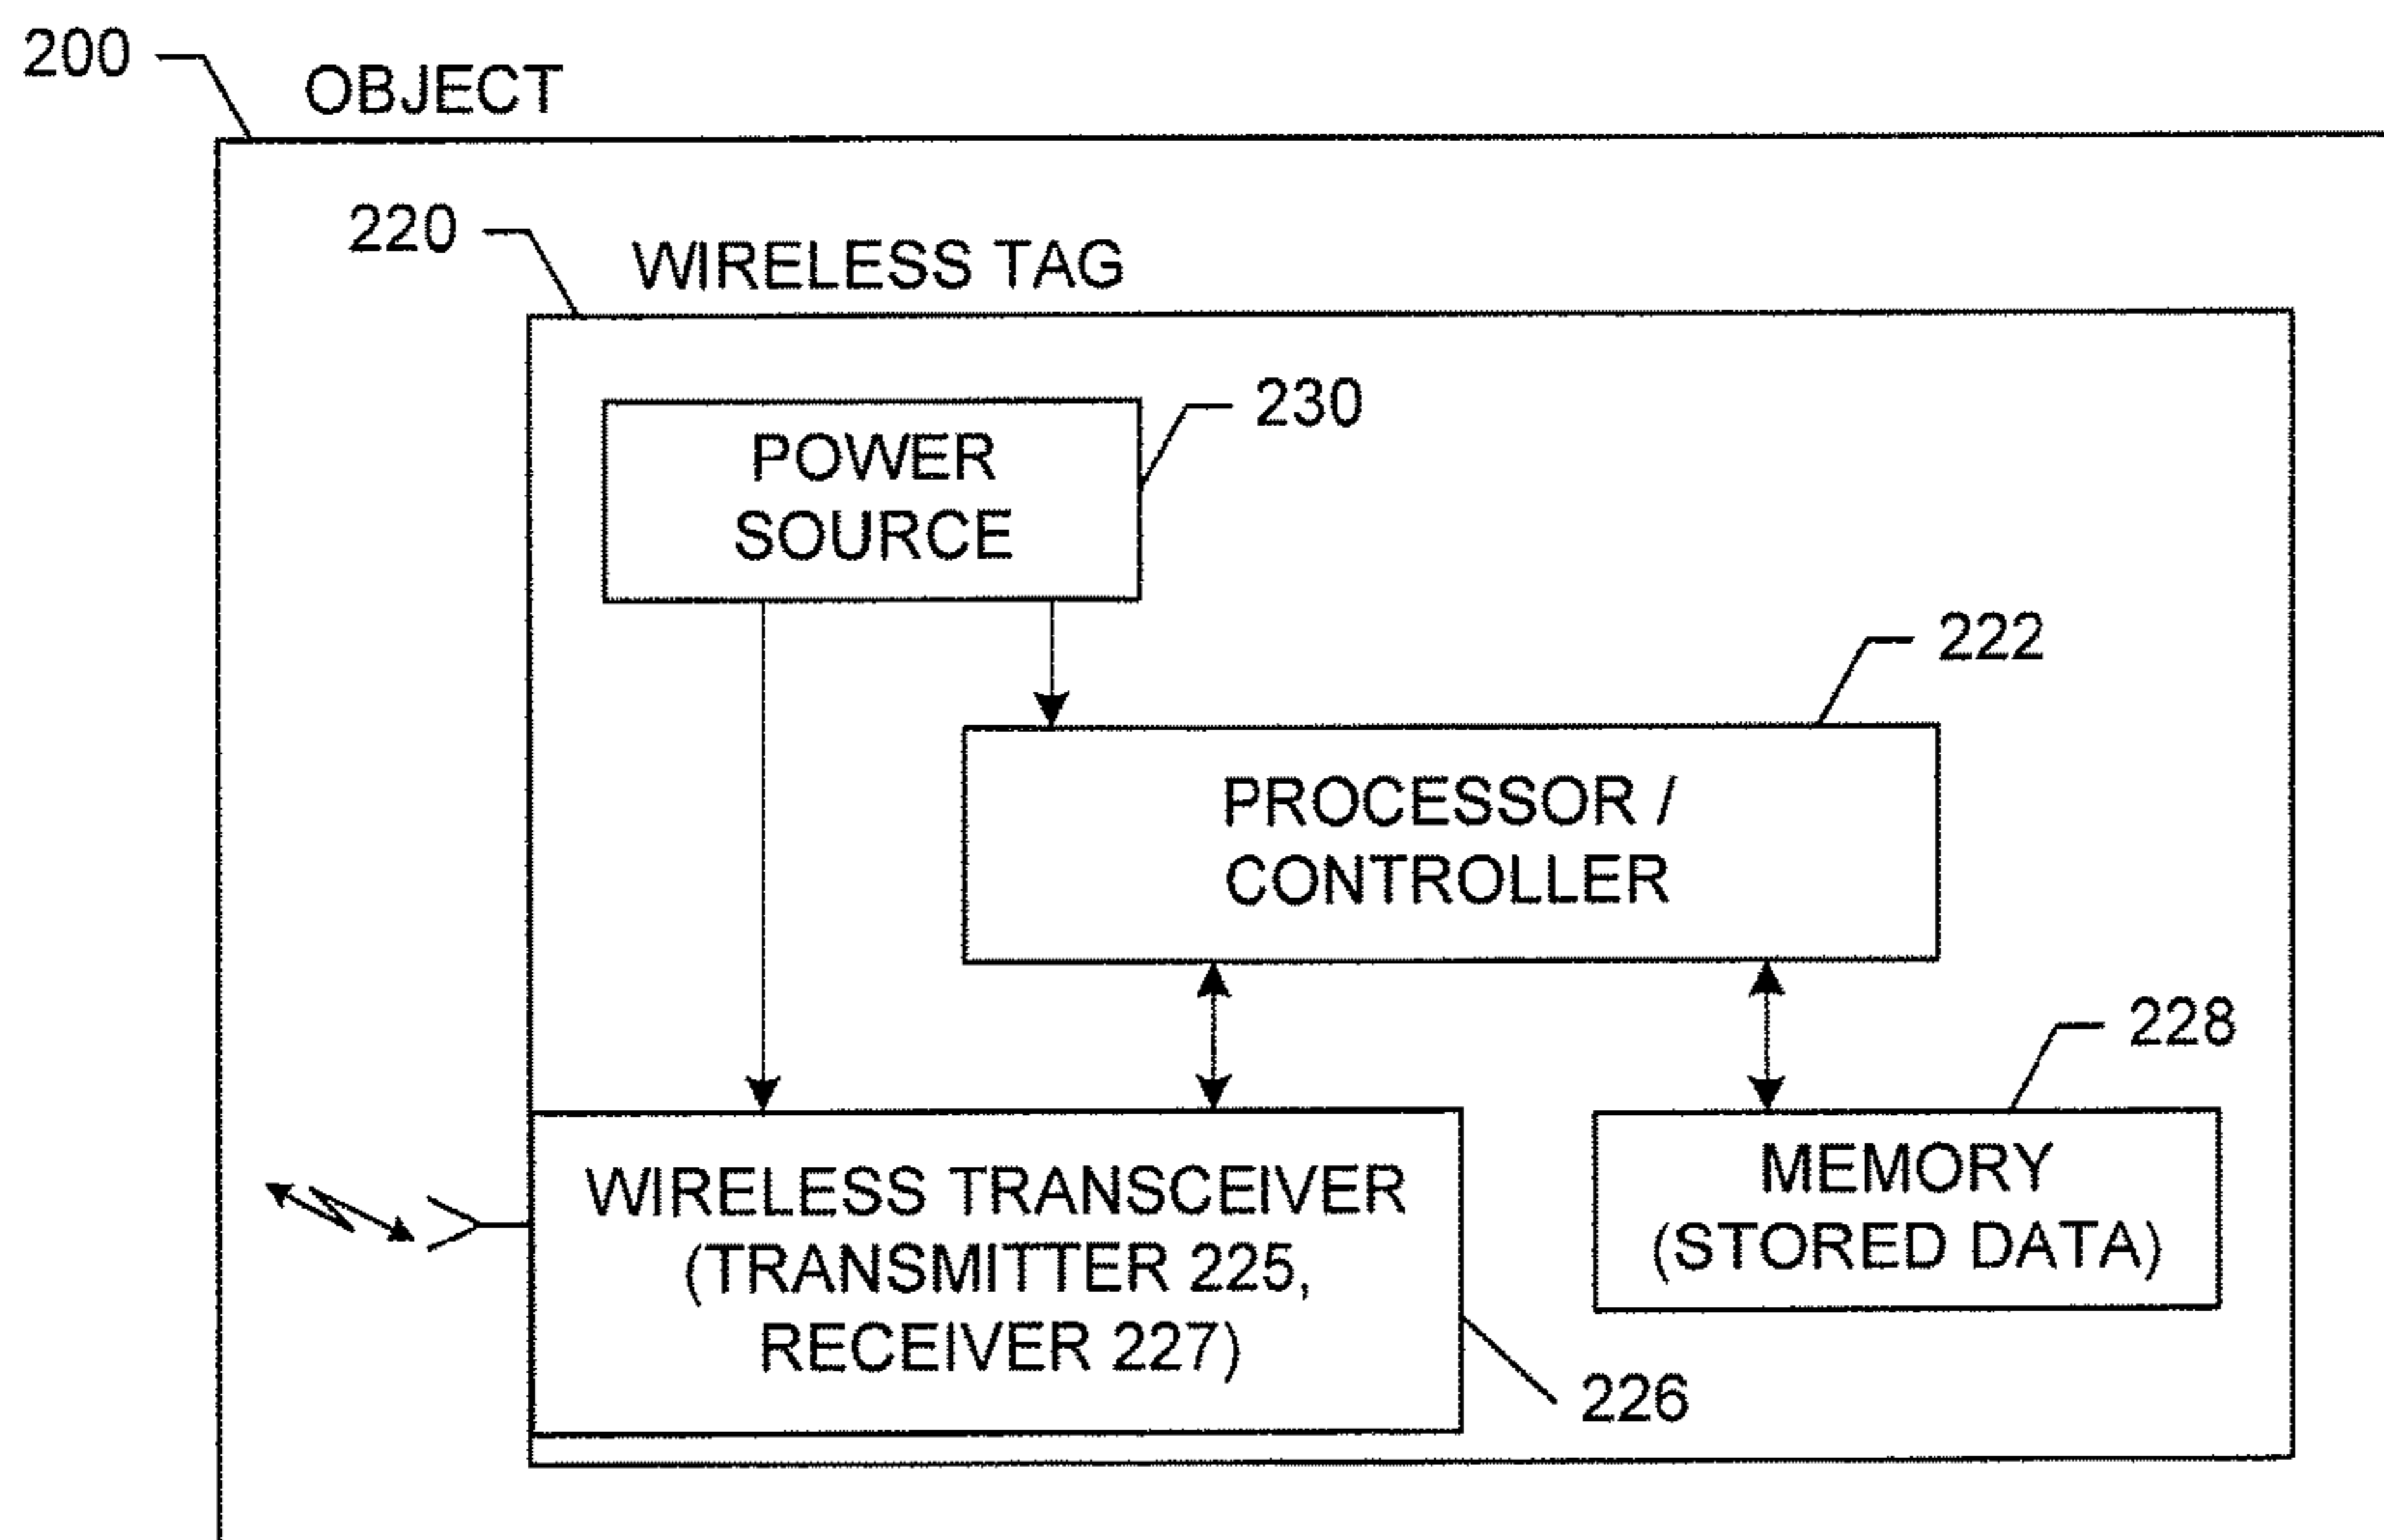 200
OBJECT
220
WIRELESS TAG
230
POWER
SOURCE
222
PROCESSOR /
CONTROLLER
228
WIRELESS TRANSCEIVER
(TRANSMITTER 225,
RECEIVER 227)
MEMORY
(STORED DATA)
226